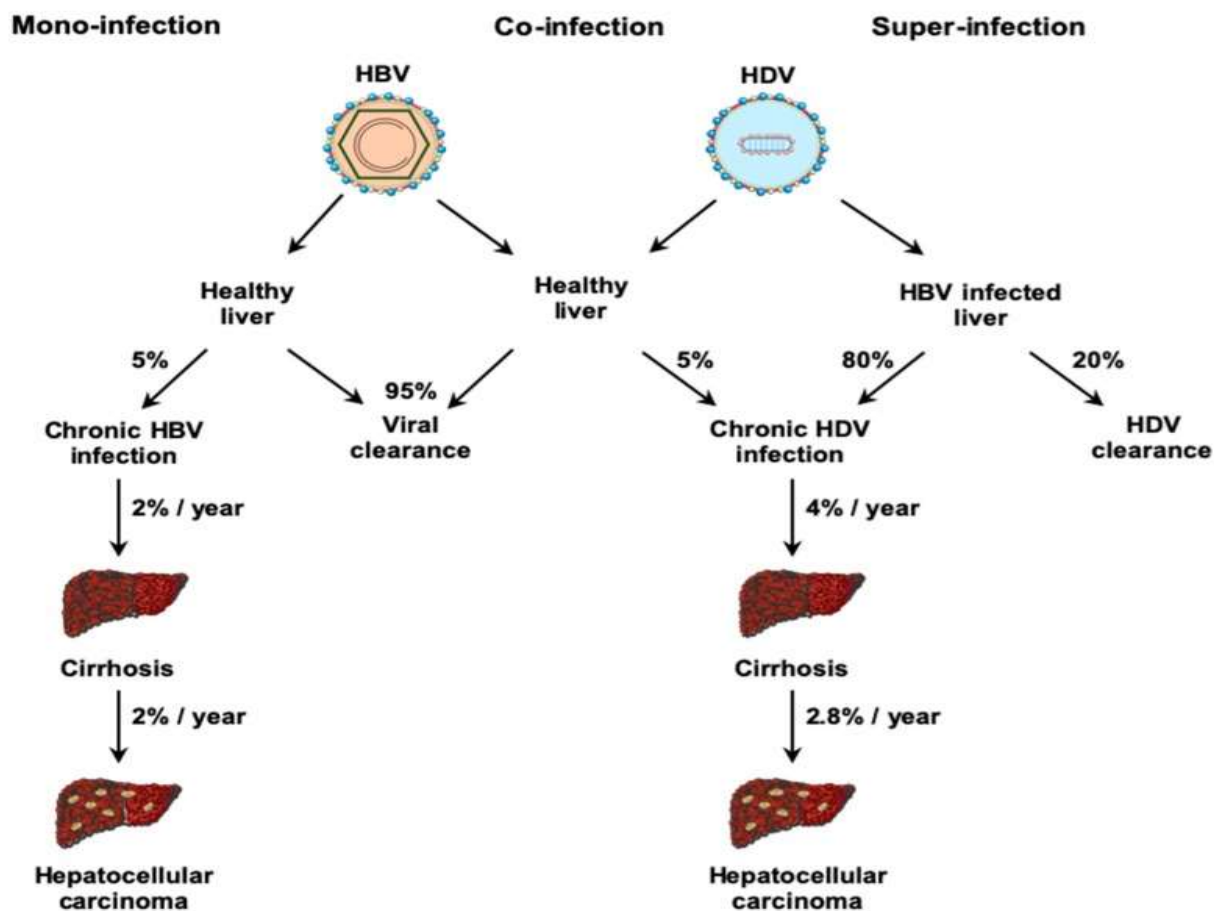 Mono-infection
Co-infection
Super-infection
HBV
HDV
Healthy
liver
Healthy
liver
HBV infected
liver
5%
95%
5%
80%
20%
Chronic HBV
infection
Viral
clearance
Chronic HDV
infection
HDV
clearance
2% / year
4% / year
Cirrhosis
Cirrhosis
2% / year
2.8% / year
Hepatocellular
carcinoma
Hepatocellular
carcinoma